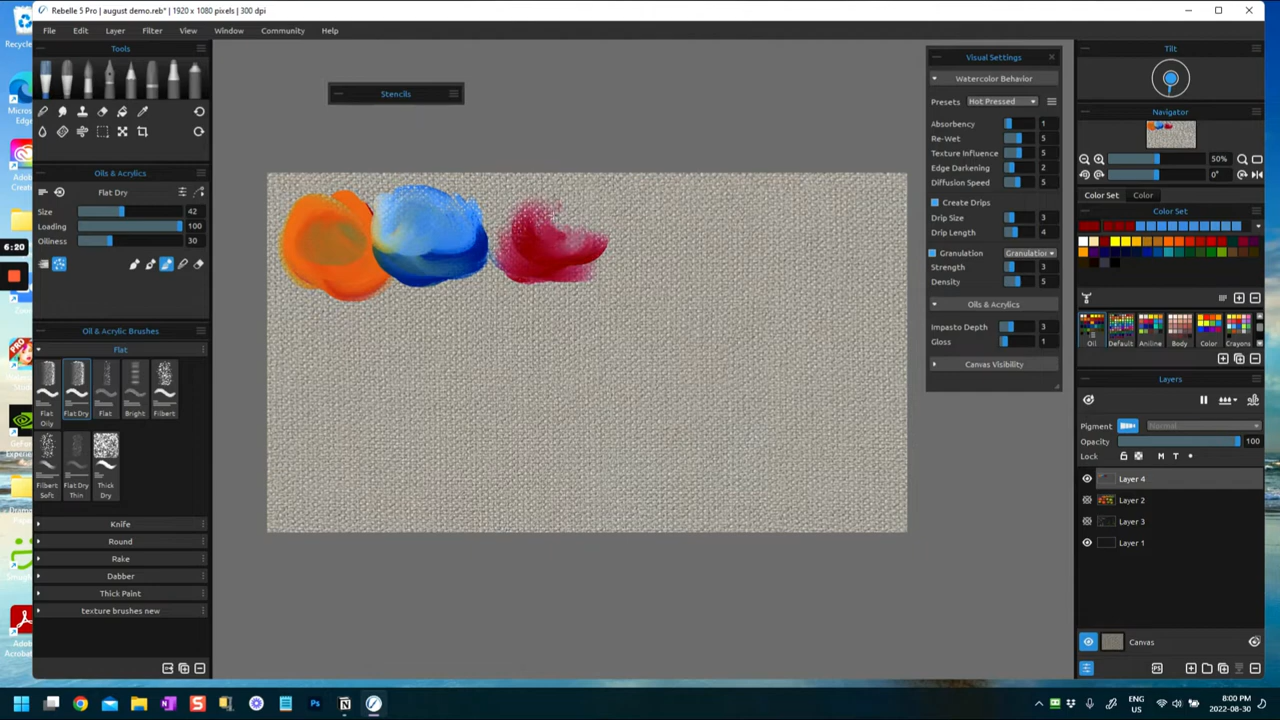 Rebelle 5 Pro | august demo.reb* | 1920 x 1080 pixels | 300 dpi
File Edit Layer Filter View Window Community Help
Tools
Oils & Acrylics
Flat Dry
Size 42
Loading 100
Oiliness 30
6:20
Oil & Acrylic Brushes
Flat
Flat Oily
Flat Dry
Flat
Bright
Filbert
Filbert Soft
Flat Dry Thin
Thick Dry
Knife
Round
Rake
Dabber
Thick Paint
texture brushes new
Stencils
Visual Settings
Watercolor Behavior
Presets Hot Pressed
Absorbency 1
Re-Wet 5
Texture Influence 5
Edge Darkening 2
Diffusion Speed 5
Create Drips
Drip Size 3
Drip Length 4
Granulation
Strength 3
Density 5
Oils & Acrylics
Impasto Depth 3
Gloss 1
Canvas Visibility
Tilt
Navigator
50%
0°
Color Set Color
Color Set
Oil Default Aniline Body Color Crayons
Layers
Pigment Normal
Opacity 100
Lock M T
Layer 4
Layer 2
Layer 3
Layer 1
Canvas
ENG
US
8:00 PM
2022-08-30